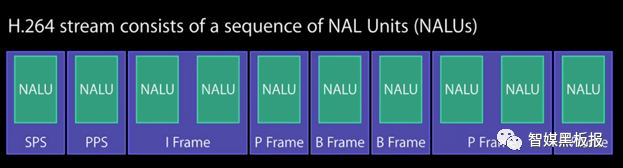 H.264 stream consists of a sequence of NAL Units (NALUs)
NALU NALU NALU NALU NALU NALU NALU NALU NALU NALU
SPS PPS I Frame P Frame B Frame B Frame P Frame
智媒黑板报